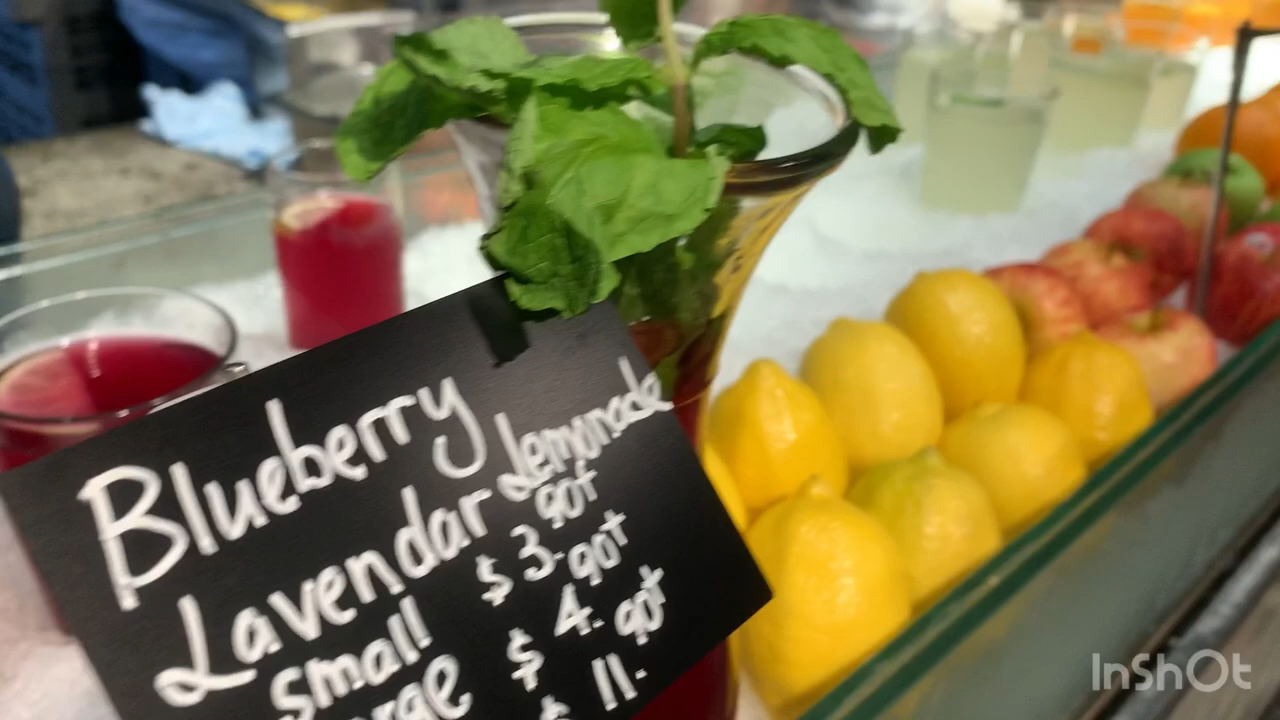 Blueberry
Lavendar Lemonade
small $ 3.90+
$ 4.90+
11.90+
InShOt